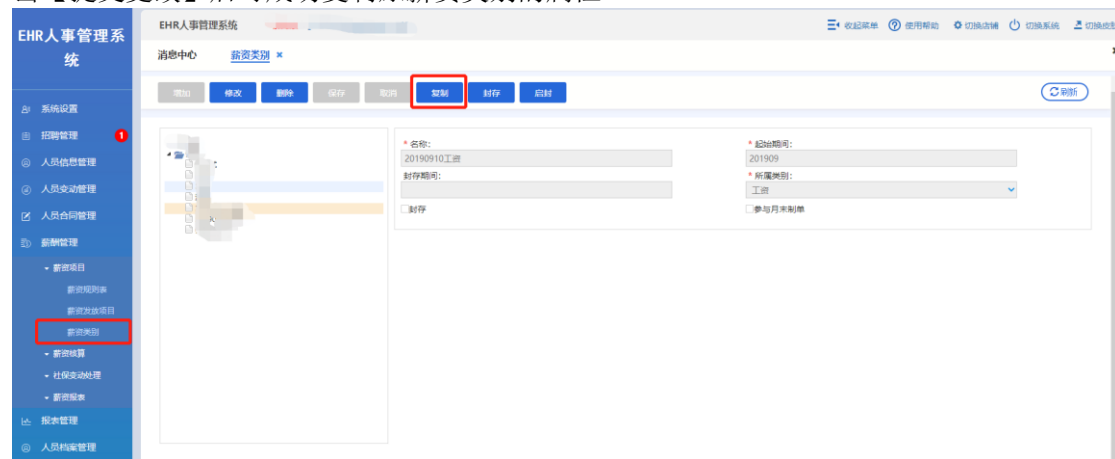 EHR人事管理系统
EHR人事管理系统
收起菜单
使用帮助
切换店铺
切换系统
消息中心
薪资类别 ×
增加
修改
删除
保存
取消
复制
封存
启封
刷新
系统设置
招聘管理 1
人员信息管理
人员变动管理
人员合同管理
薪酬管理
薪资项目
薪资规则表
薪资发放项目
薪资类别
薪资核算
社保变动处理
薪资报表
报表管理
人员档案管理
* 名称:
20190910工资
* 起始期间:
201909
封存期间:
* 所属类别:
工资
封存
参与月末制单